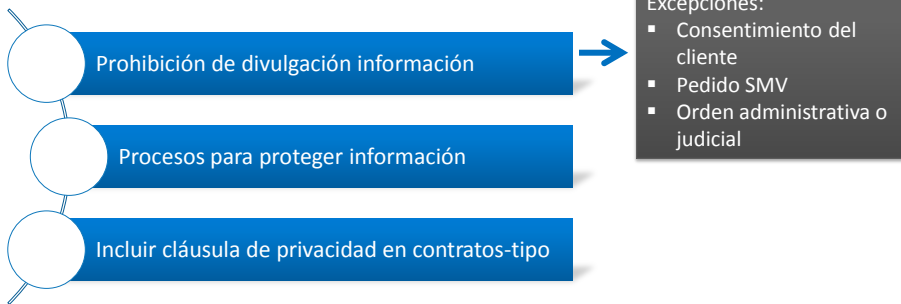 Prohibición de divulgación información
Excepciones:
▪ Consentimiento del
cliente
▪ Pedido SMV
▪ Orden administrativa o
judicial
Procesos para proteger información
Incluir cláusula de privacidad en contratos-tipo